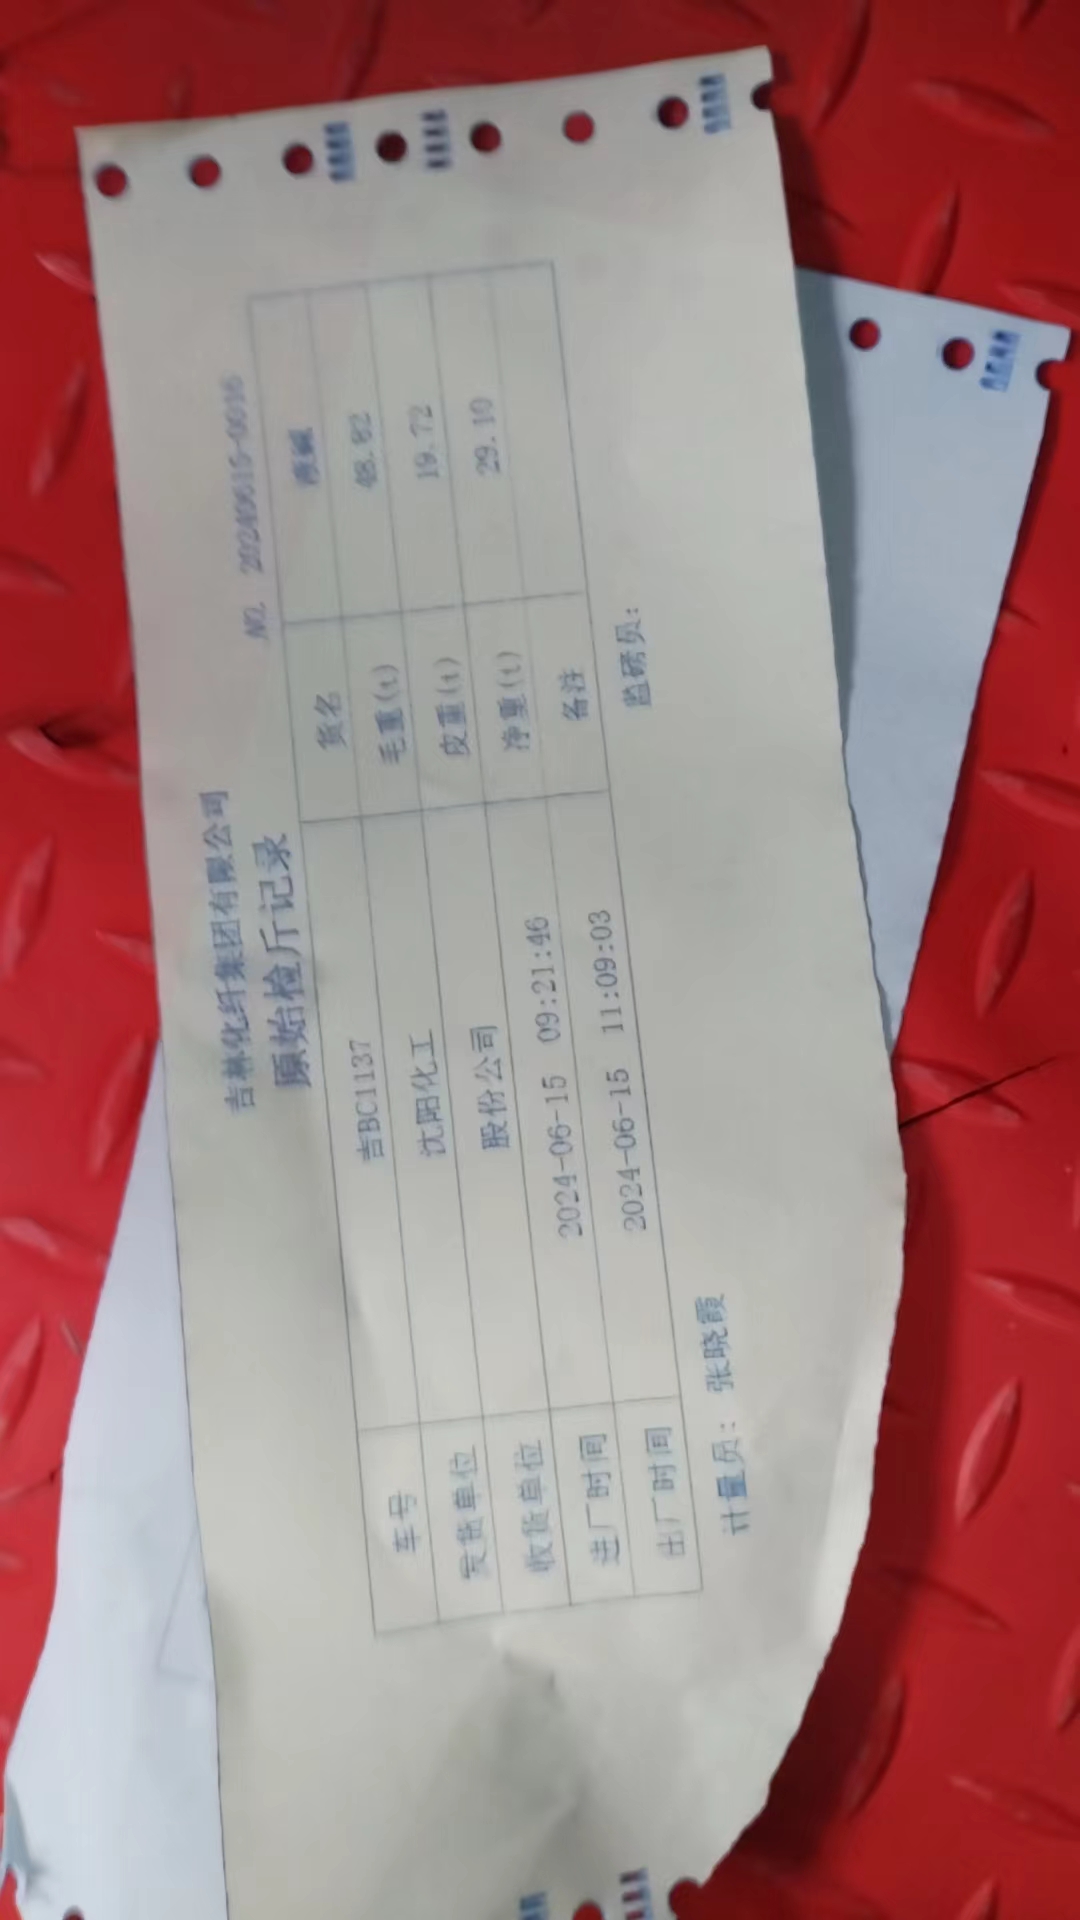 吉林化纤集团有限公司
原始检斤记录
NO. 20240615-0016
车号 吉BC1137 货名 液碱
发货单位 沈阳化工 毛重(t) 48.82
收货单位 股份公司 皮重(t) 19.72
进厂时间 2024-06-15 09:21:46 净重(t) 29.10
出厂时间 2024-06-15 11:09:03 备注
计量员: 张晓霞 监磅员: